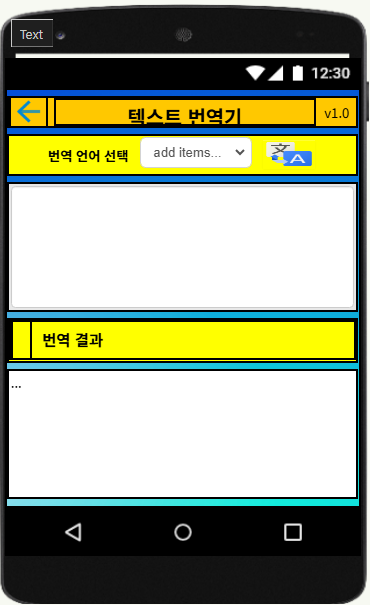 Text
12:30
텍스트 번역기
v1.0
번역 언어 선택
add items...
文
A
번역 결과
...